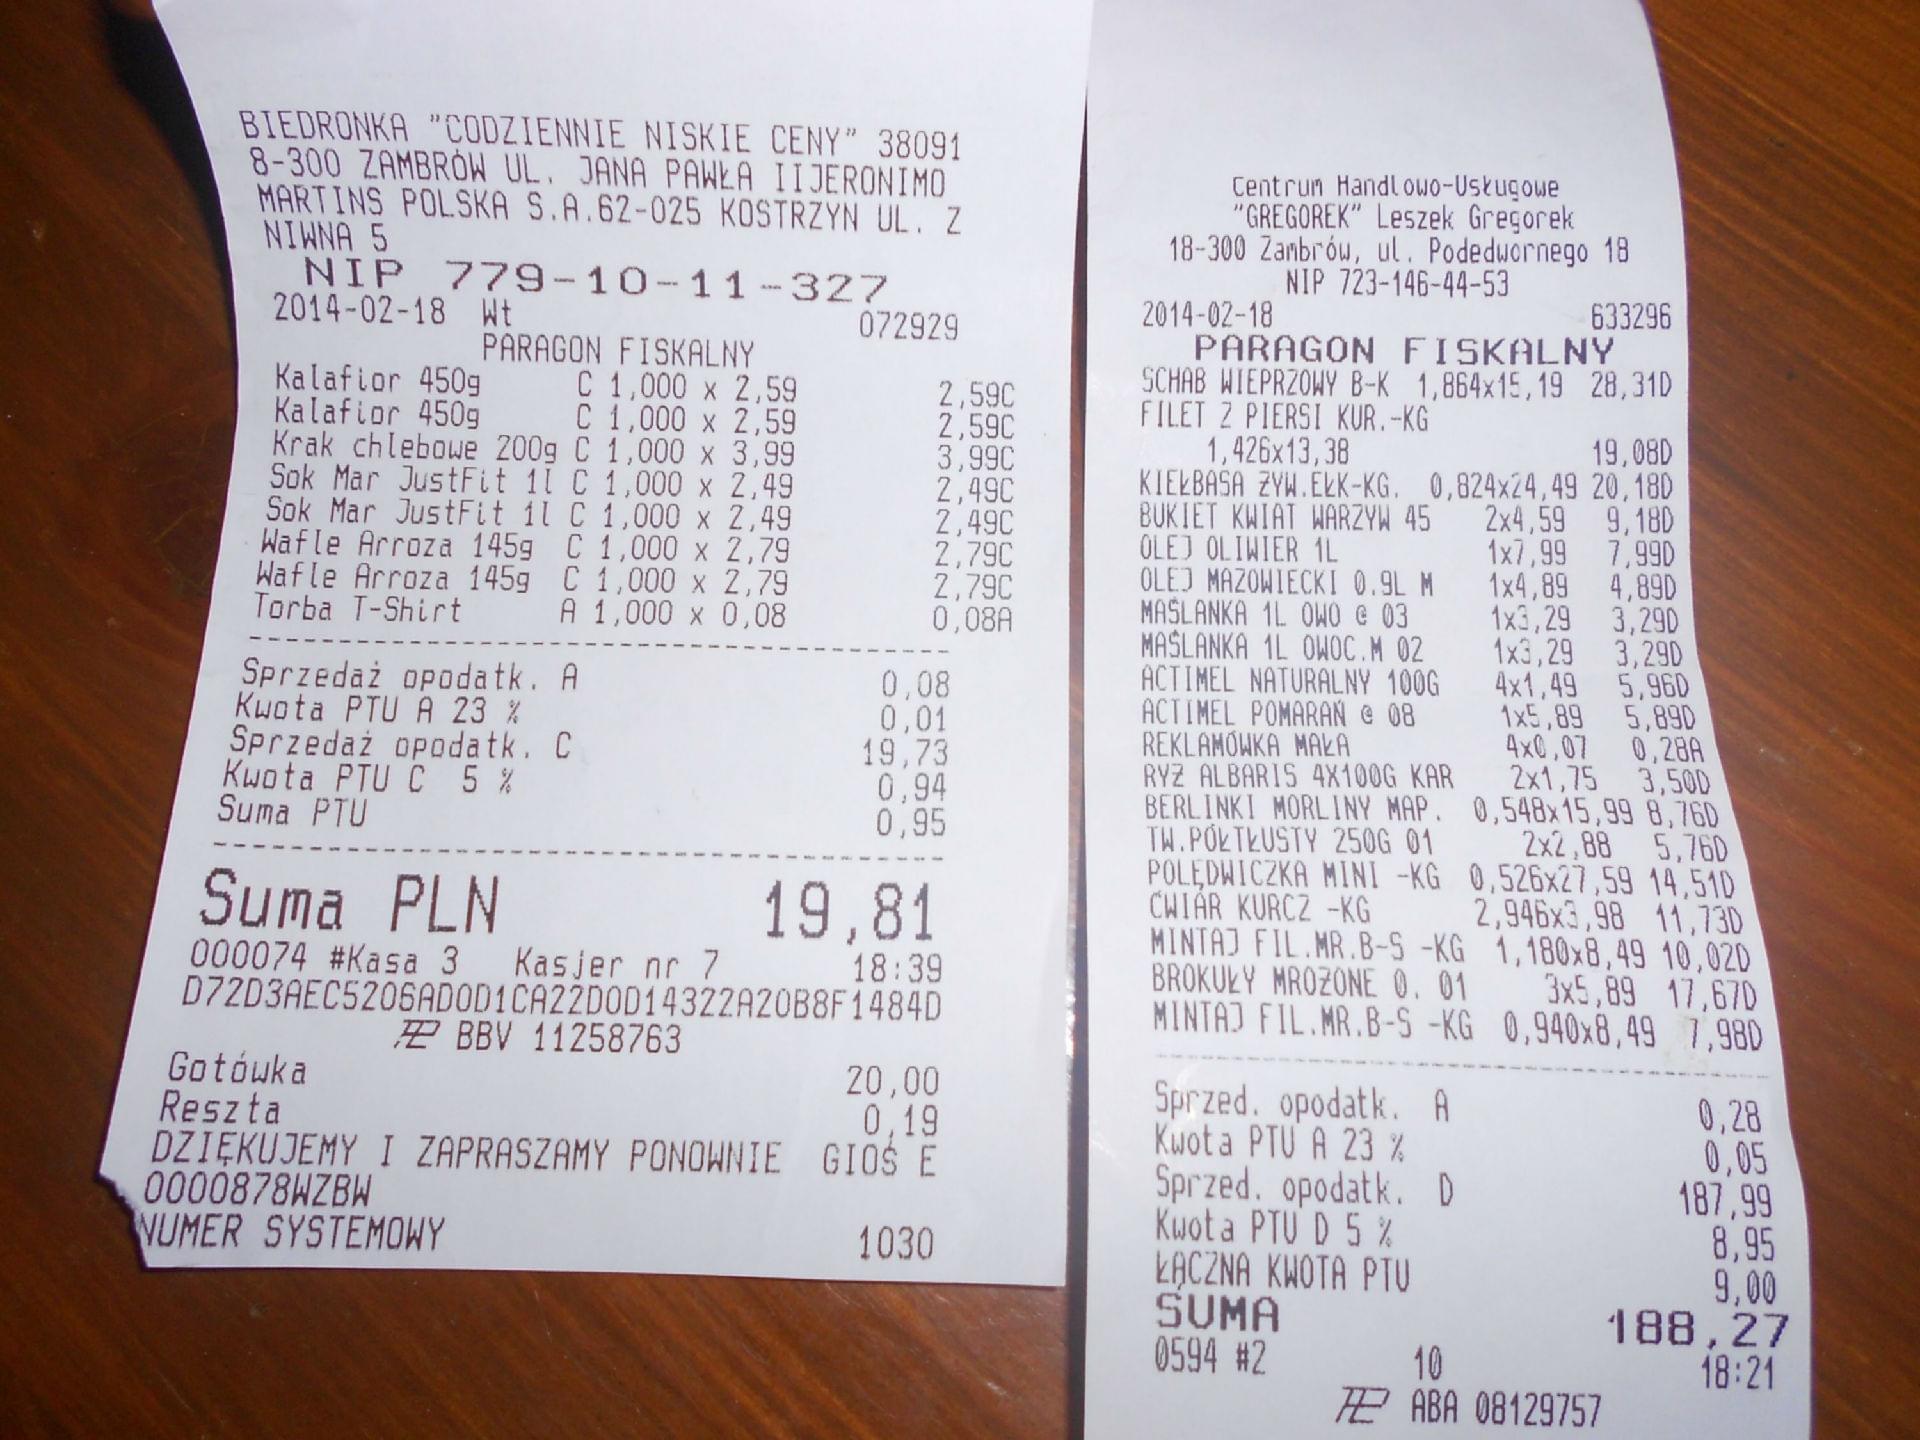 BIEDRONKA "CODZIENNIE NISKIE CENY" 38091
8-300 ZAMBRÓW UL. JANA PAWŁA IIJERONIMO
MARTINS POLSKA S.A.62-025 KOSTRZYN UL. Ż
NIWNA 5
NIP 779-10-11-327
2014-02-18 Wt 072929
PARAGON FISKALNY
Kalafior 450g C 1,000 x 2,59 2,59C
Kalafior 450g C 1,000 x 2,59 2,59C
Krak chlebowe 200g C 1,000 x 3,99 3,99C
Sok Mar JustFit 1l C 1,000 x 2,49 2,49C
Sok Mar JustFit 1l C 1,000 x 2,49 2,49C
Wafle Arroza 145g C 1,000 x 2,79 2,79C
Wafle Arroza 145g C 1,000 x 2,79 2,79C
Torba T-Shirt A 1,000 x 0,08 0,08A
Sprzedaż opodatk. A 0,08
Kwota PTU A 23 % 0,01
Sprzedaż opodatk. C 19,73
Kwota PTU C 5 % 0,94
Suma PTU 0,95
Suma PLN 19,81
000074 #Kasa 3 Kasjer nr 7 18:39
D72D3AEC5206AD0D1CA22D0D14322A20B8F1484D
BBV 11258763
Gotówka 20,00
Reszta 0,19
DZIĘKUJEMY I ZAPRASZAMY PONOWNIE GIOŚ E
0000878WZBW
NUMER SYSTEMOWY 1030
Centrum Handlowo-Usługowe
"GREGOREK" Leszek Gregorek
18-300 Zambrów, ul. Podedwornego 18
NIP 723-146-44-53
2014-02-18 633296
PARAGON FISKALNY
SCHAB WIEPRZOWY B-K 1,864x15,19 28,31D
FILET Z PIERSI KUR.-KG
1,426x13,38 19,08D
KIEŁBASA ŻYW.EŁK-KG. 0,824x24,49 20,18D
BUKIET KWIAT WARZYW 45 2x4,59 9,18D
OLEJ OLIWIER 1L 1x7,99 7,99D
OLEJ MAZOWIECKI 0.9L M 1x4,89 4,89D
MAŚLANKA 1L OWO @ 03 1x3,29 3,29D
MAŚLANKA 1L OWOC.M 02 1x3,29 3,29D
ACTIMEL NATURALNY 100G 4x1,49 5,96D
ACTIMEL POMARAŃ @ 08 1x5,89 5,89D
REKLAMÓWKA MAŁA 4x0,07 0,28A
RYŻ ALBARIS 4X100G KAR 2x1,75 3,50D
BERLINKI MORLINY MAP. 0,548x15,99 8,76D
TW.PÓŁTŁUSTY 250G 01 2x2,88 5,76D
POLĘDWICZKA MINI -KG 0,526x27,59 14,51D
ĆWIAR KURCZ -KG 2,946x3,98 11,73D
MINTAJ FIL.MR.B-S -KG 1,180x8,49 10,02D
BROKUŁY MROŻONE 0. 01 3x5,89 17,67D
MINTAJ FIL.MR.B-S -KG 0,940x8,49 7,98D
Sprzed. opodatk. A 0,28
Kwota PTU A 23 % 0,05
Sprzed. opodatk. D 187,99
Kwota PTU D 5 % 8,95
ŁĄCZNA KWOTA PTU 9,00
SUMA 188,27
0594 #2 10 18:21
ABA 08129757